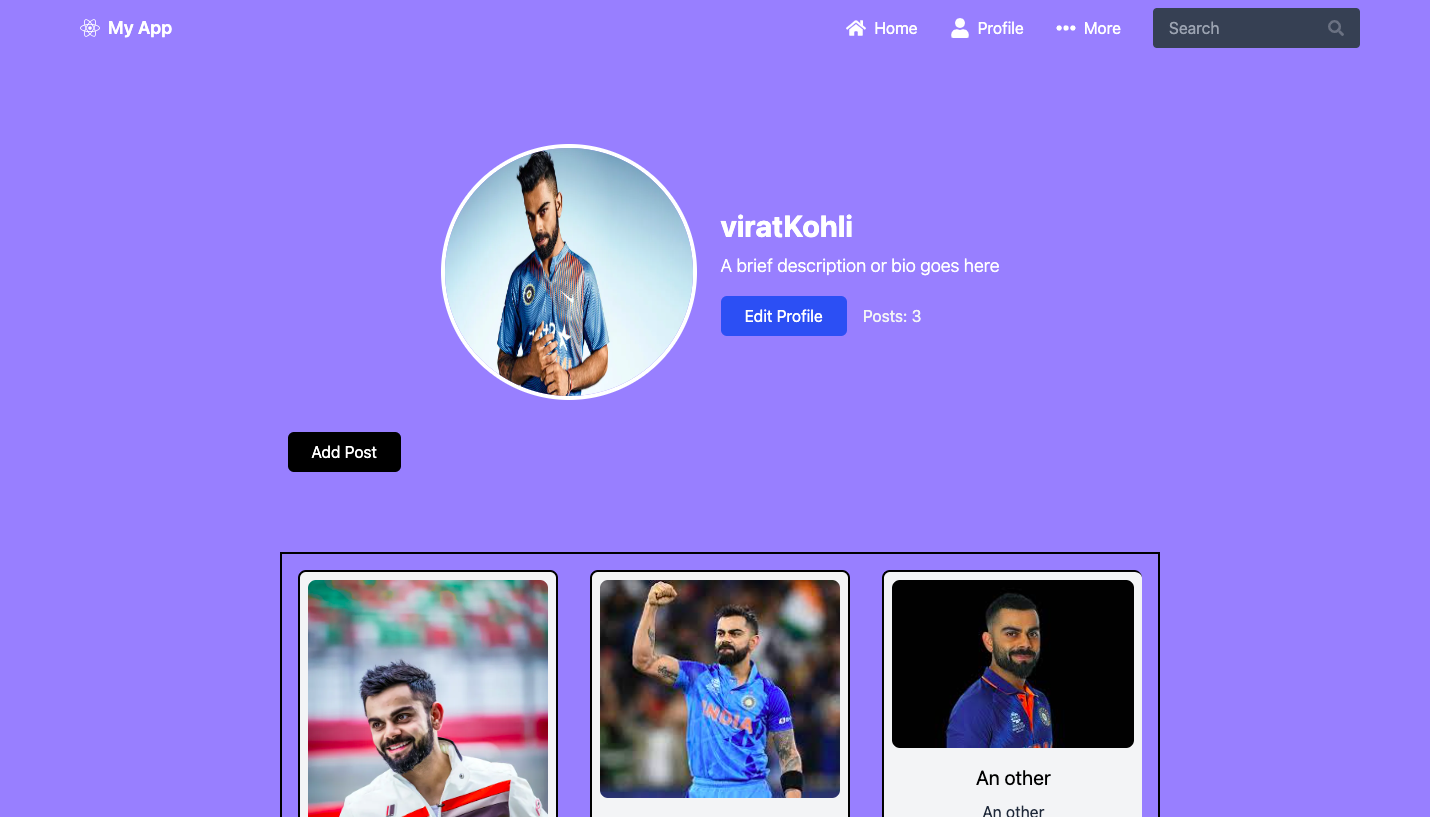 My App
Home
Profile
More
Search
viratKohli
A brief description or bio goes here
Edit Profile
Posts: 3
Add Post
INDIA
An other
An other